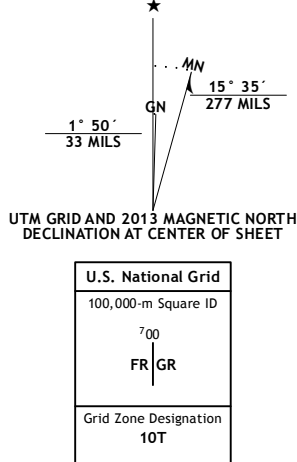 ★
MN
15° 35´
277 MILS
GN
1° 50´
33 MILS
UTM GRID AND 2013 MAGNETIC NORTH
DECLINATION AT CENTER OF SHEET
U.S. National Grid
100,000-m Square ID
⁷00
FR GR
Grid Zone Designation
10T